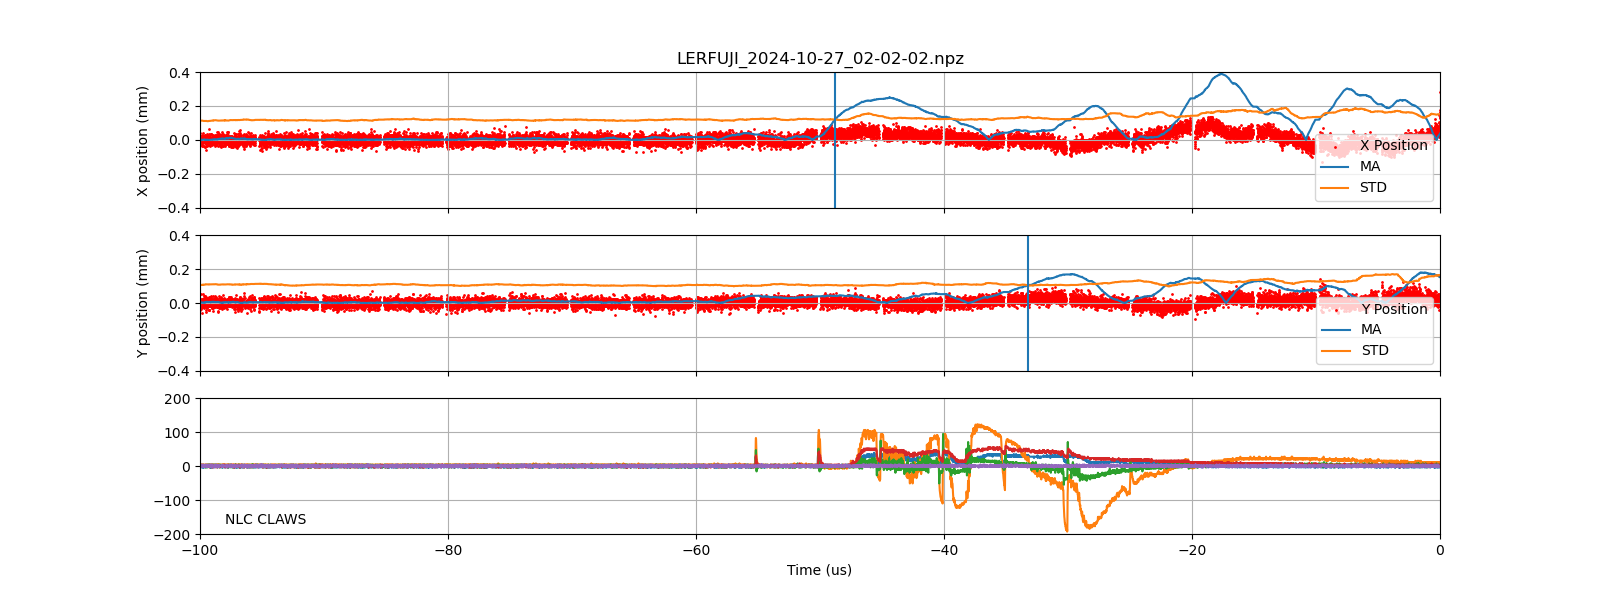 LERFUJI_2024-10-27_02-02-02.npz
0.4
0.2
0.0
−0.2
−0.4
X position (mm)
X Position
MA
STD
0.4
0.2
0.0
−0.2
−0.4
Y position (mm)
Y Position
MA
STD
200
100
0
−100
−200
NLC CLAWS
−100
−80
−60
−40
−20
0
Time (us)